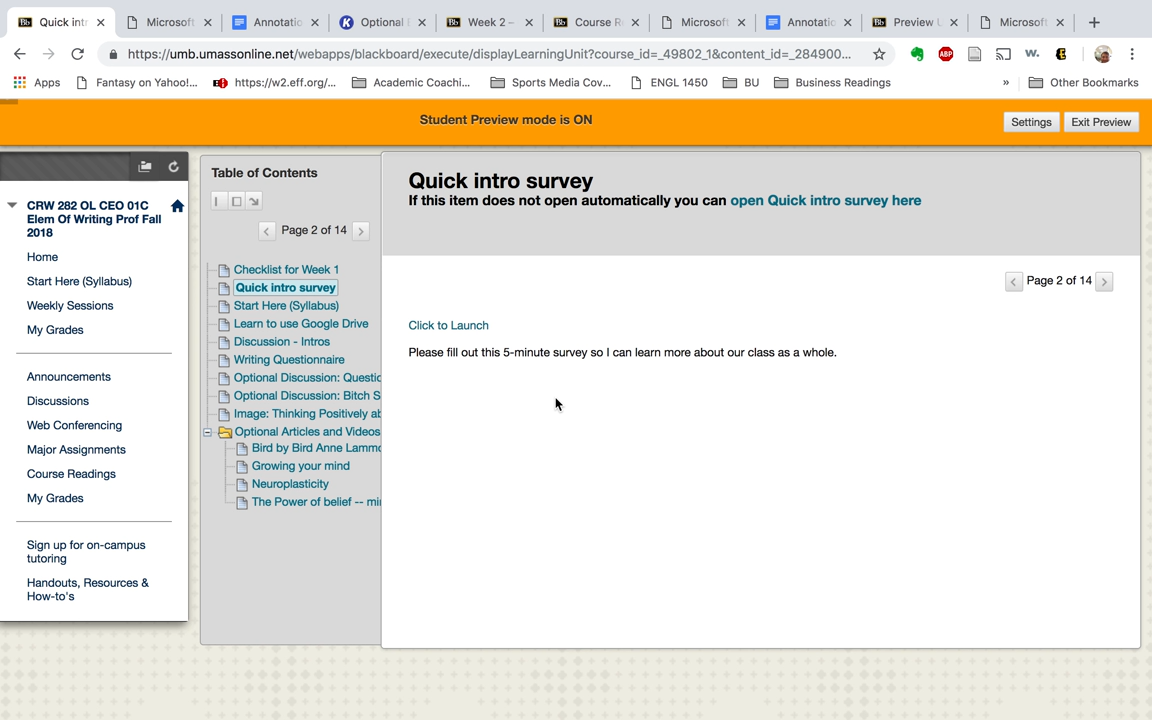 Quick intr
Microsoft
Annotatio
Optional
Week 2 –
Course R
Microsoft
Annotatio
Preview L
Microsoft
https://umb.umassonline.net/webapps/blackboard/execute/displayLearningUnit?course_id=_49802_1&content_id=_284900...
Apps
Fantasy on Yahoo!...
https://w2.eff.org/...
Academic Coachi...
Sports Media Cov...
ENGL 1450
BU
Business Readings
»
Other Bookmarks
Student Preview mode is ON
Settings
Exit Preview
CRW 282 OL CEO 01C
Elem Of Writing Prof Fall
2018
Home
Start Here (Syllabus)
Weekly Sessions
My Grades
Announcements
Discussions
Web Conferencing
Major Assignments
Course Readings
My Grades
Sign up for on-campus
tutoring
Handouts, Resources &
How-to's
Table of Contents
Page 2 of 14
Checklist for Week 1
Quick intro survey
Start Here (Syllabus)
Learn to use Google Drive
Discussion - Intros
Writing Questionnaire
Optional Discussion: Questic
Optional Discussion: Bitch S
Image: Thinking Positively ab
Optional Articles and Videos
Bird by Bird Anne Lammo
Growing your mind
Neuroplasticity
The Power of belief -- mi
Quick intro survey
If this item does not open automatically you can open Quick intro survey here
Page 2 of 14
Click to Launch
Please fill out this 5-minute survey so I can learn more about our class as a whole.